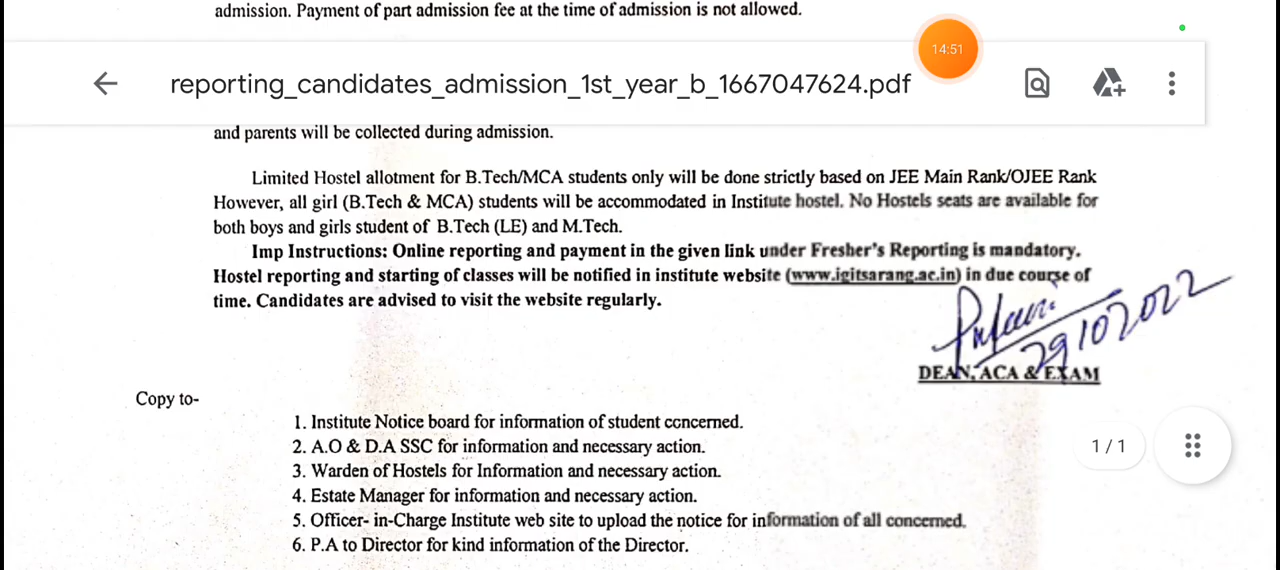 admission. Payment of part admission fee at the time of admission is not allowed.
14:51
reporting_candidates_admission_1st_year_b_1667047624.pdf
and parents will be collected during admission.
Limited Hostel allotment for B.Tech/MCA students only will be done strictly based on JEE Main Rank/OJEE Rank
However, all girl (B.Tech & MCA) students will be accommodated in Institute hostel. No Hostels seats are available for
both boys and girls student of B.Tech (LE) and M.Tech.
Imp Instructions: Online reporting and payment in the given link under Fresher's Reporting is mandatory.
Hostel reporting and starting of classes will be notified in institute website (www.igitsarang.ac.in) in due course of
time. Candidates are advised to visit the website regularly.
29102022
DEAN, ACA & EXAM
Copy to-
1. Institute Notice board for information of student concerned.
2. A.O & D.A SSC for information and necessary action.
3. Warden of Hostels for Information and necessary action.
4. Estate Manager for information and necessary action.
1 / 1
5. Officer- in-Charge Institute web site to upload the notice for information of all concerned.
6. P.A to Director for kind information of the Director.